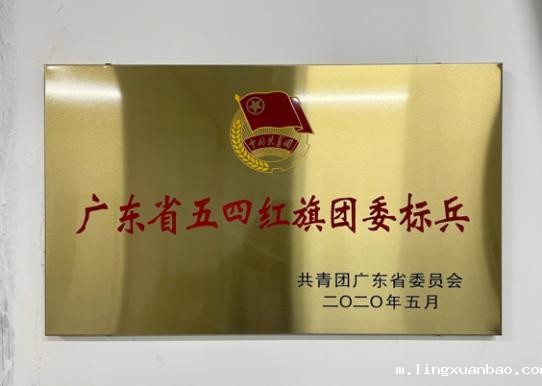 中国共青团
广东省五四红旗团委标兵
共青团广东省委员会
二〇二〇年五月
m.lingxuanbao.com